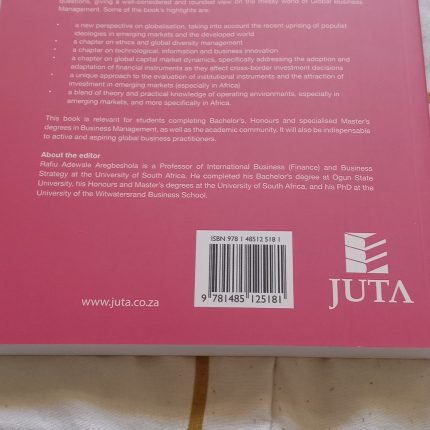 questions, giving a well-considered and rounded view on the messy world of Global Business
Management. Some of the book's highlights are:
• a new perspective on globalisation, taking into account the recent uprising of populist
ideologies in emerging markets and the developed world
• a chapter on ethics and global diversity management
• a chapter on technological, information and business innovation
• a chapter on global capital market dynamics, specifically addressing the adoption and
adaptation of financial instruments as they affect cross-border investment decisions
• a unique approach to the evaluation of institutional instruments and the attraction of
investment in emerging markets (especially in Africa)
• a blend of theory and practical knowledge of operating environments, especially in
emerging markets, and more specifically in Africa.
This book is relevant for students completing Bachelor's, Honours and specialised Master's
degrees in Business Management, as well as the academic community. It will also be indispensable
to active and aspiring global business practitioners.
About the editor
Rafiu Adewale Aregbeshola is a Professor of International Business (Finance) and Business
Strategy at the University of South Africa. He completed his Bachelor's degree at Ogun State
University, his Honours and Master's degrees at the University of South Africa, and his PhD at the
University of the Witwatersrand Business School.
ISBN 978 1 48512 518 1
9 781485 125181
www.juta.co.za
JUTA